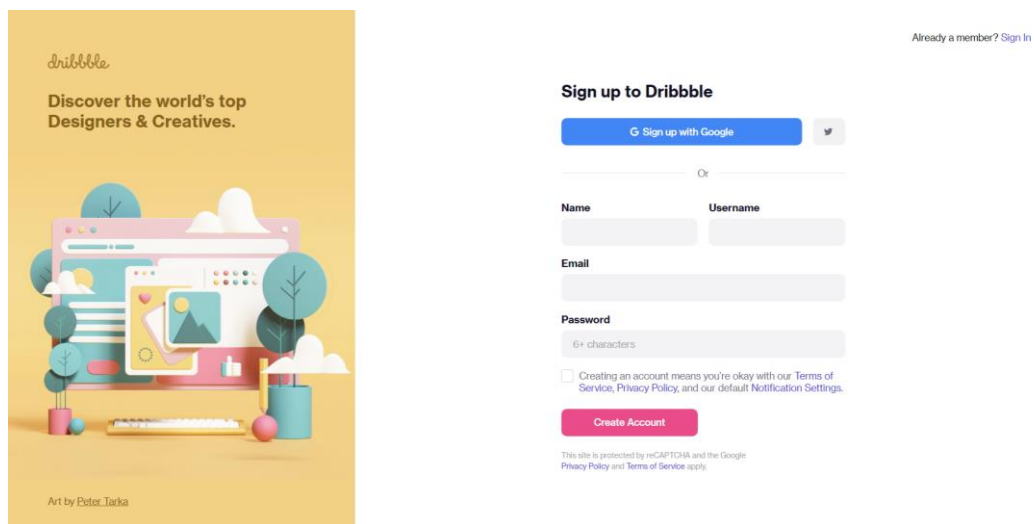 dribbble
Discover the world's top
Designers & Creatives.
Art by Peter Tarka
Already a member? Sign In
Sign up to Dribbble
G Sign up with Google
Or
Name
Username
Email
Password
6+ characters
Creating an account means you're okay with our Terms of
Service, Privacy Policy, and our default Notification Settings.
Create Account
This site is protected by reCAPTCHA and the Google
Privacy Policy and Terms of Service apply.